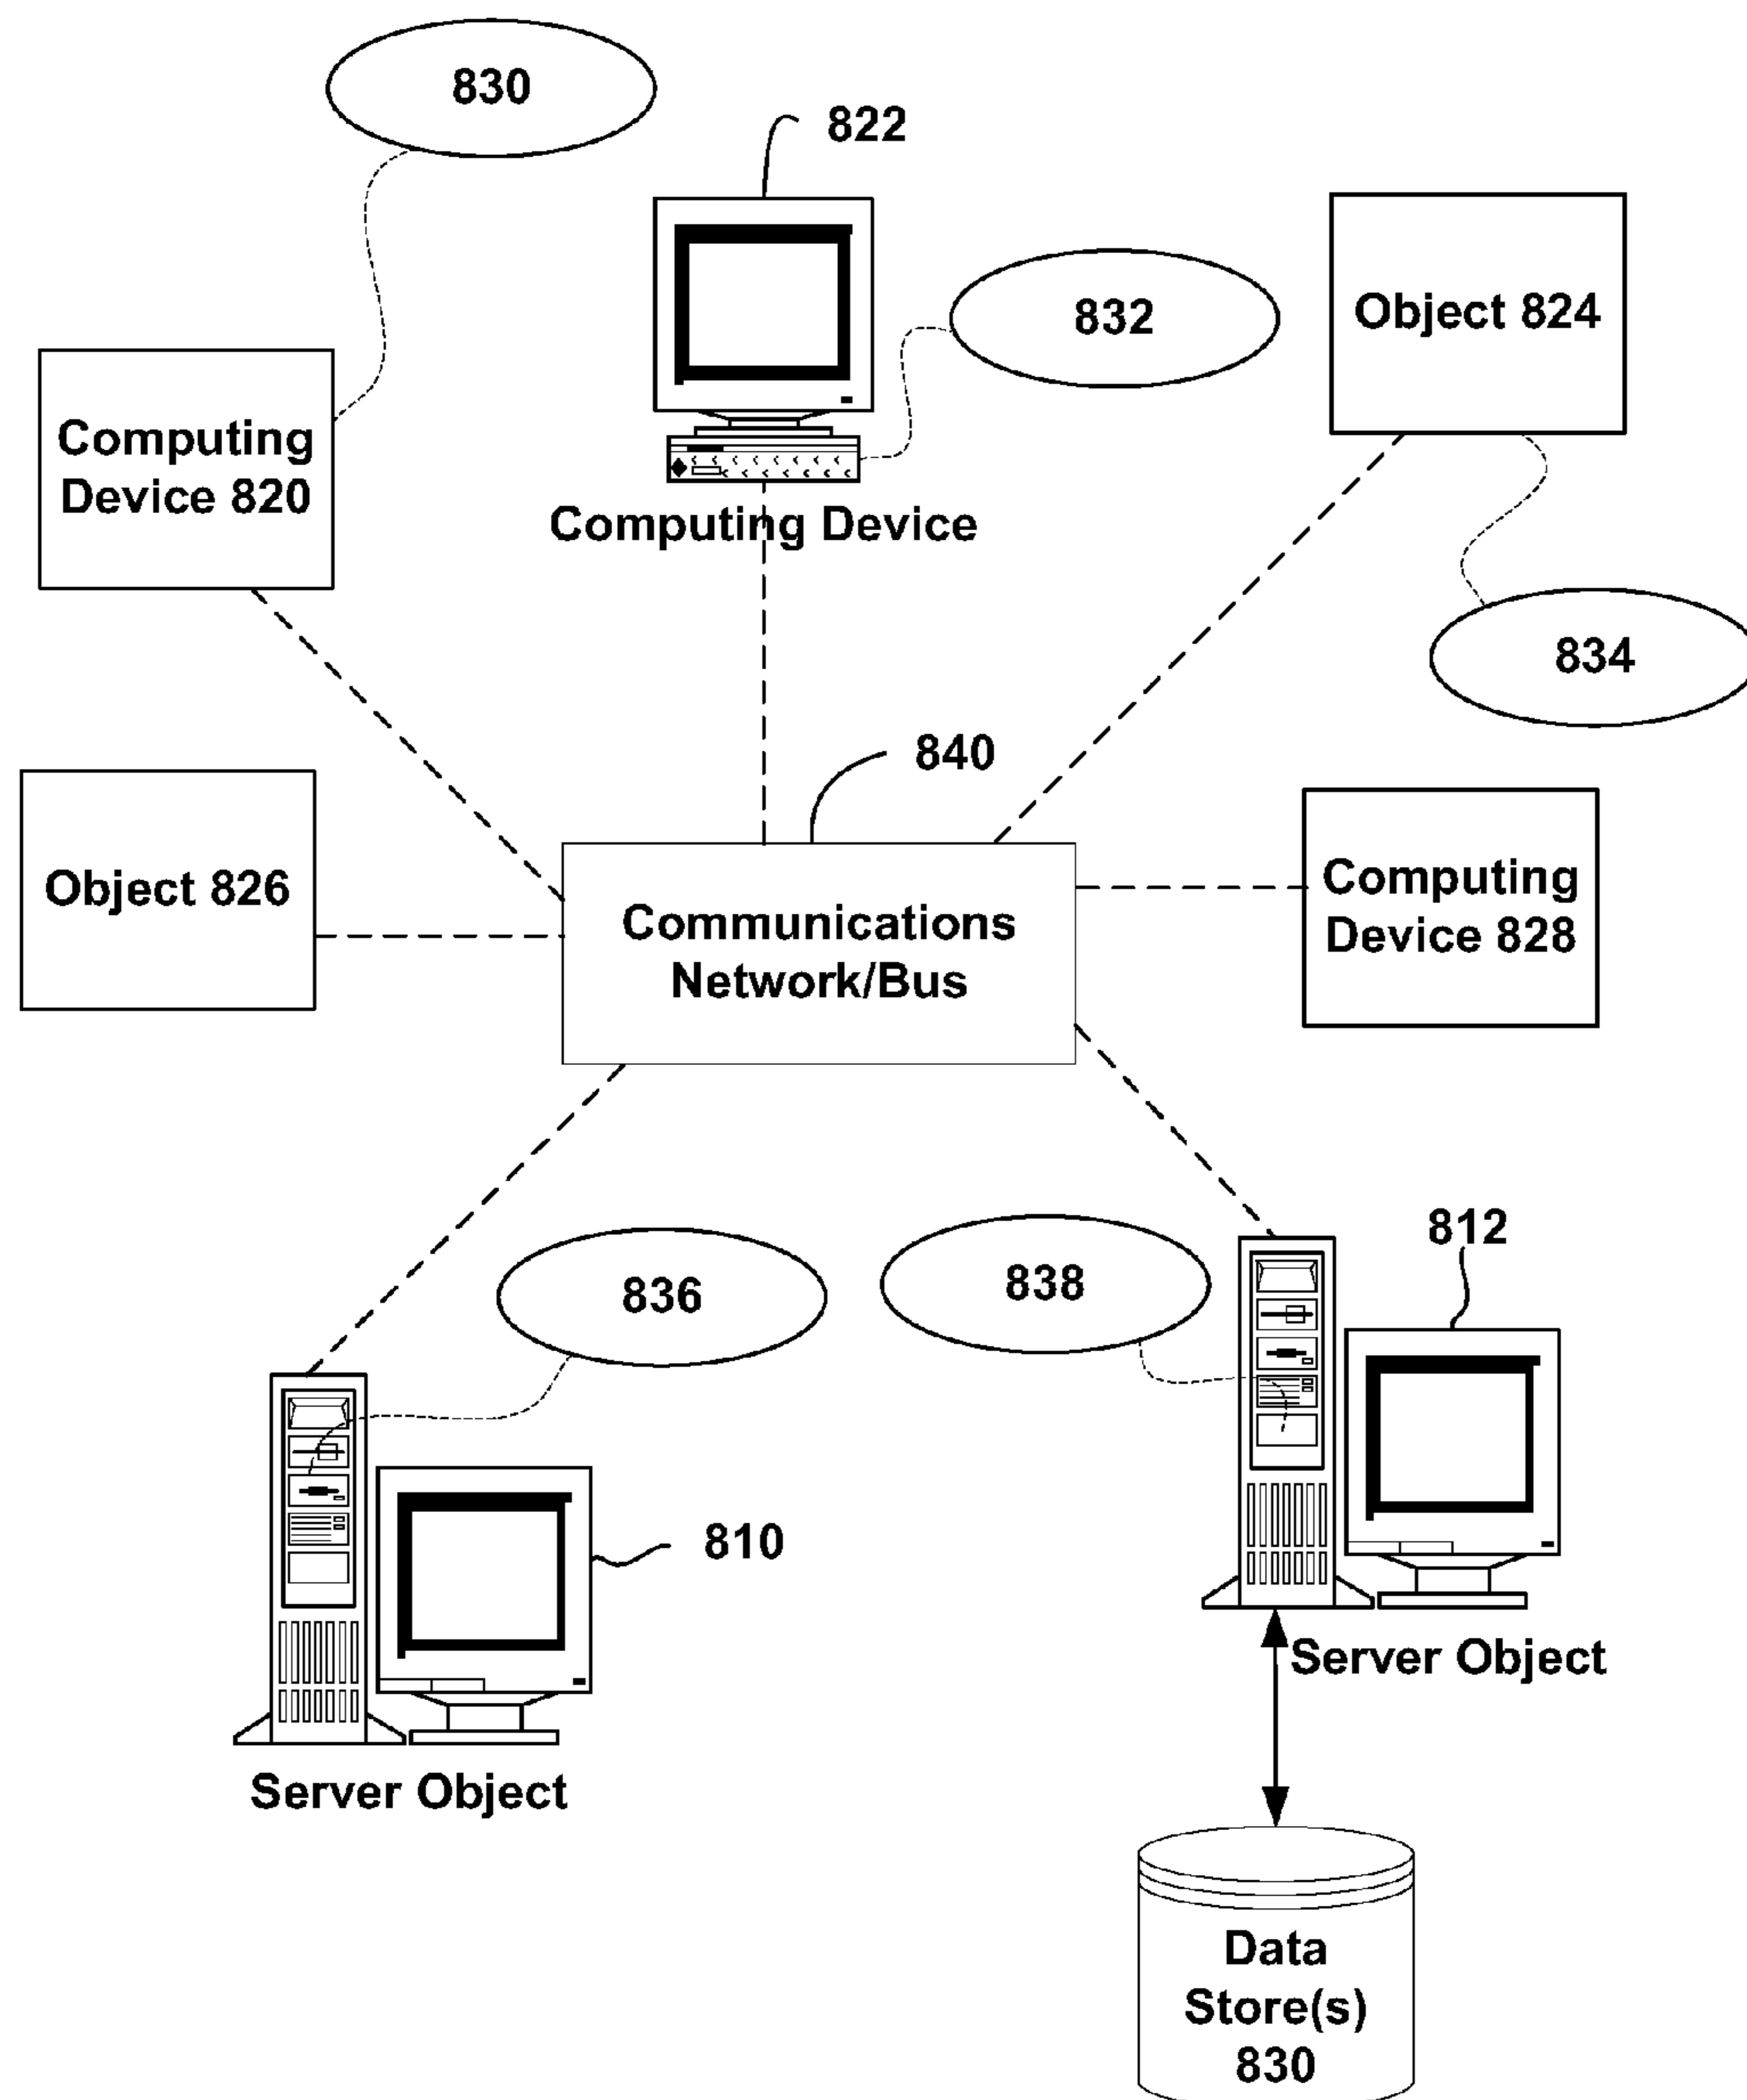 830
822
832
Object 824
Computing
Device 820
Computing Device
834
840
Object 826
Communications
Network/Bus
Computing
Device 828
836
838
812
810
Server Object
Server Object
Data
Store(s)
830